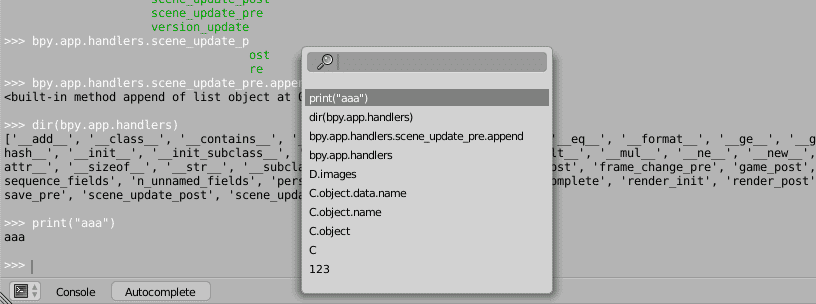 scene_update_post
scene_update_pre
version_update
>>> bpy.app.handlers.scene_update_p
ost
re
>>> bpy.app.handlers.scene_update_pre.appen
<built-in method append of list object at
>>> dir(bpy.app.handlers)
['__add__', '__class__', '__contains__', '_ '__eq__', '__format__', '__ge__', '__g
hash__', '__init__', '__init_subclass__', ' lt__', '__mul__', '__ne__', '__new__',
attr__', '__sizeof__', '__str__', '__subcla ost', 'frame_change_pre', 'game_post',
sequence_fields', 'n_unnamed_fields', 'pers omplete', 'render_init', 'render_post'
save_pre', 'scene_update_post', 'scene_upda
>>> print("aaa")
aaa
>>>
Console
Autocomplete
print("aaa")
dir(bpy.app.handlers)
bpy.app.handlers.scene_update_pre.append
bpy.app.handlers
D.images
C.object.data.name
C.object.name
C.object
C
123